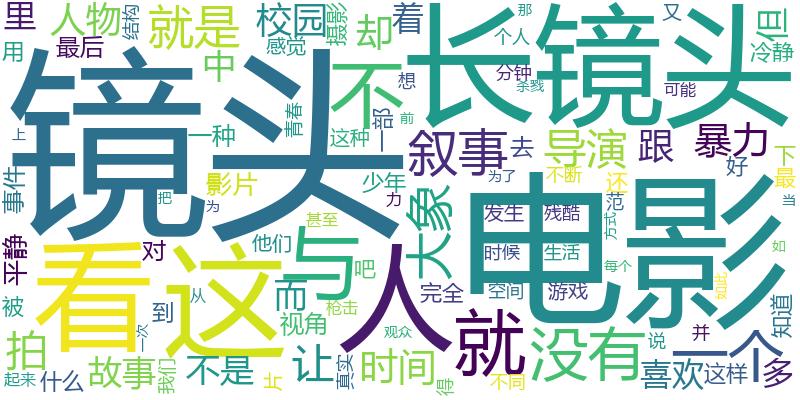 里
人物
结构
就是
校园
摄影
却
着
长镜头
那
又
但
用
最后
感觉
个人
冷静
镜头
中
不
想
分钟
杀戮
可能
上
一种
青春
这种
一部
前
叙事
去
导演
跟
暴力
好
下
事件
把
影片
少年
力
为了
不断
还
最
为
大象
发生
残酷
范
方式
当
平静
对
他们
与
电影
时候
生活
如
看
这
从
而
吧
人
完全
空间
游戏
每个
如此
知道
被
到
视角
枪击
拍
一次
观众
就
没有
说
并
一个
故事
我们
不是
让
真实
时间
得
不同
喜欢
这样
多
起来
什么
片
甚至